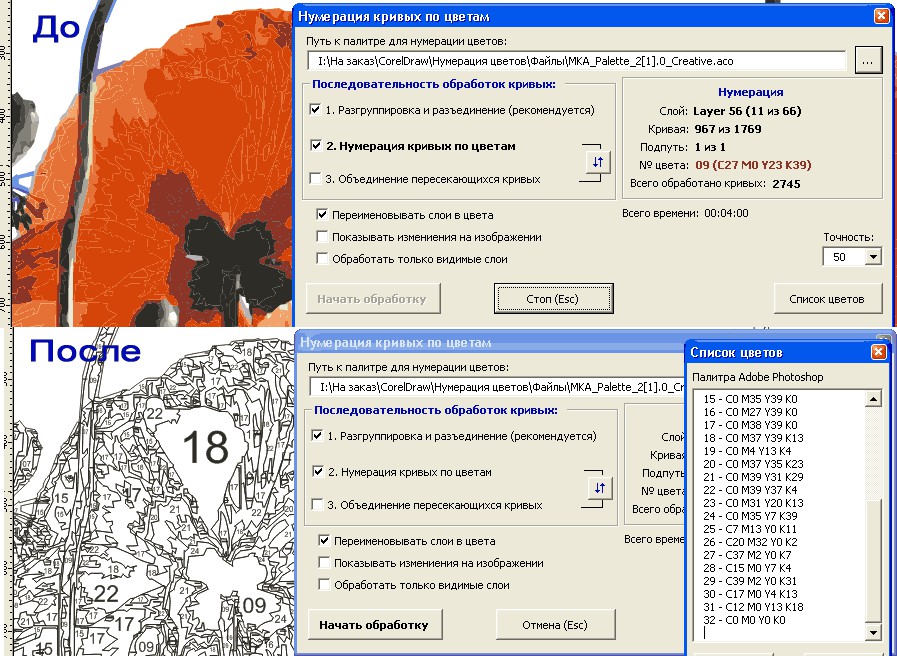 До
Нумерация кривых по цветам
Путь к палитре для нумерации цветов:
I:\На заказ\CorelDraw\Нумерация цветов\Файлы\MKA_Palette_2[1].0_Creative.aco
...
Последовательность обработок кривых:
1. Разгруппировка и разъединение (рекомендуется)
2. Нумерация кривых по цветам
3. Объединение пересекающихся кривых
Нумерация
Слой: Layer 56 (11 из 66)
Кривая: 967 из 1769
Подпуть: 1 из 1
№ цвета: 09 (C27 M0 Y23 K39)
Всего обработано кривых: 2745
Переименовывать слои в цвета
Показывать изменения на изображении
Обработать только видимые слои
Всего времени: 00:04:00
Точность:
50
Начать обработку
Стоп (Esc)
Список цветов
После
18
22
15
17
22
17
09
09
15
Нумерация кривых по цветам
Путь к палитре для нумерации цветов:
I:\На заказ\CorelDraw\Нумерация цветов\Файлы\MKA_Palette_2[1].0_Cr
Последовательность обработок кривых:
1. Разгруппировка и разъединение (рекомендуется)
2. Нумерация кривых по цветам
3. Объединение пересекающихся кривых
Слой
Кривая
Подпуть
№ цвета
Всего обра
Переименовывать слои в цвета
Показывать изменения на изображении
Обработать только видимые слои
Всего време
Начать обработку
Отмена (Esc)
Список цветов
Палитра Adobe Photoshop
15 - C0 M35 Y39 K0
16 - C0 M27 Y39 K0
17 - C0 M38 Y39 K0
18 - C0 M37 Y39 K13
19 - C0 M4 Y13 K4
20 - C0 M37 Y35 K23
21 - C0 M39 Y31 K29
22 - C0 M39 Y37 K4
23 - C0 M31 Y20 K13
24 - C0 M35 Y7 K39
25 - C7 M13 Y0 K11
26 - C20 M32 Y0 K2
27 - C37 M2 Y0 K7
28 - C15 M0 Y7 K4
29 - C39 M2 Y0 K31
30 - C17 M0 Y4 K13
31 - C12 M0 Y13 K18
32 - C0 M0 Y0 K0